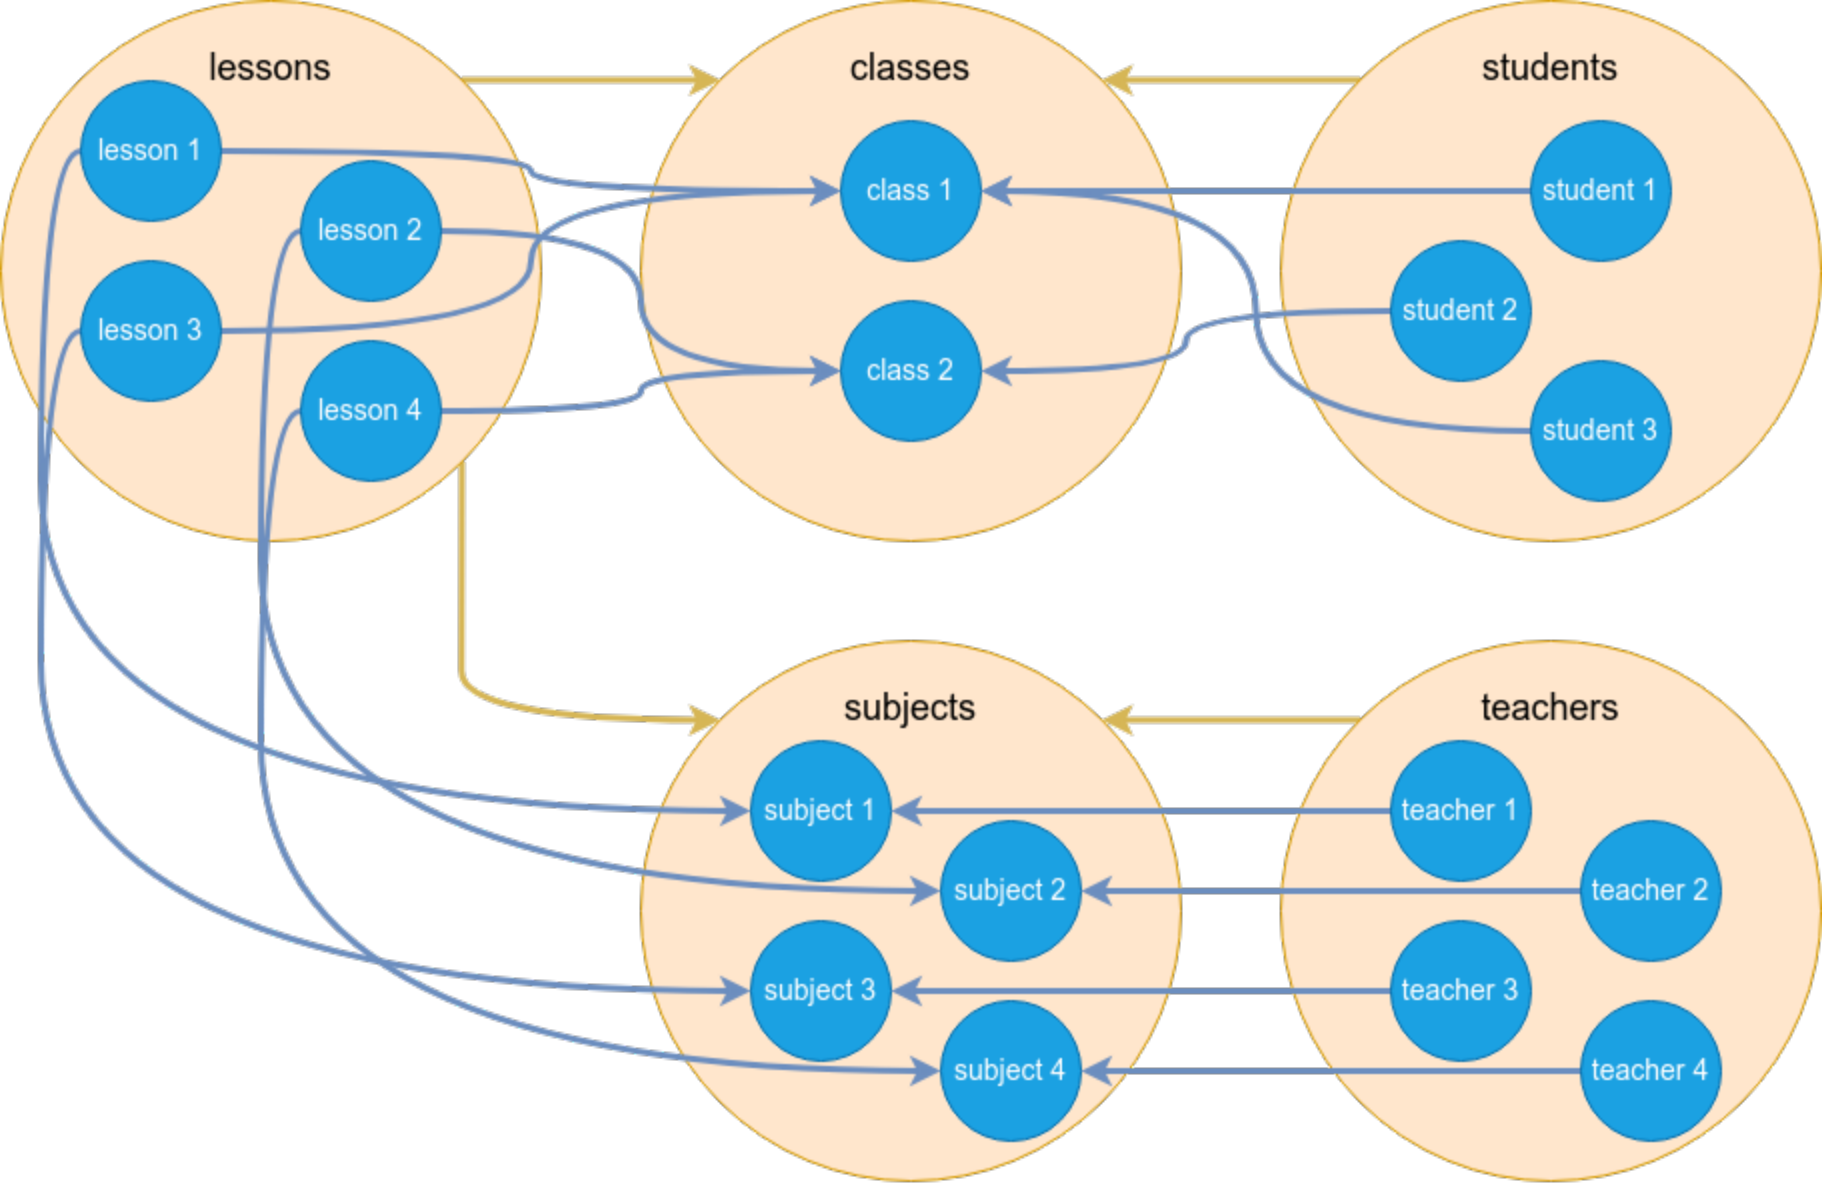 lessons
lesson 1
lesson 2
lesson 3
lesson 4
classes
class 1
class 2
students
student 1
student 2
student 3
subjects
subject 1
subject 2
subject 3
subject 4
teachers
teacher 1
teacher 2
teacher 3
teacher 4